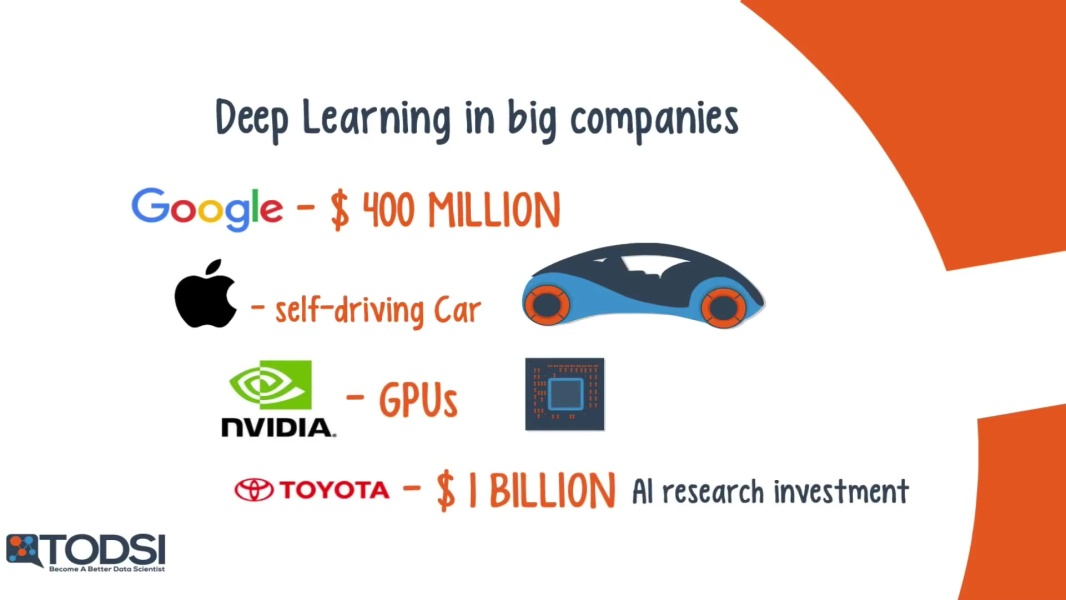 Deep Learning in big companies
Google - $ 400 MILLION
- self-driving Car
nVIDIA. - GPUs
TOYOTA - $ 1 BILLION AI research investment
TODSI
Become A Better Data Scientist